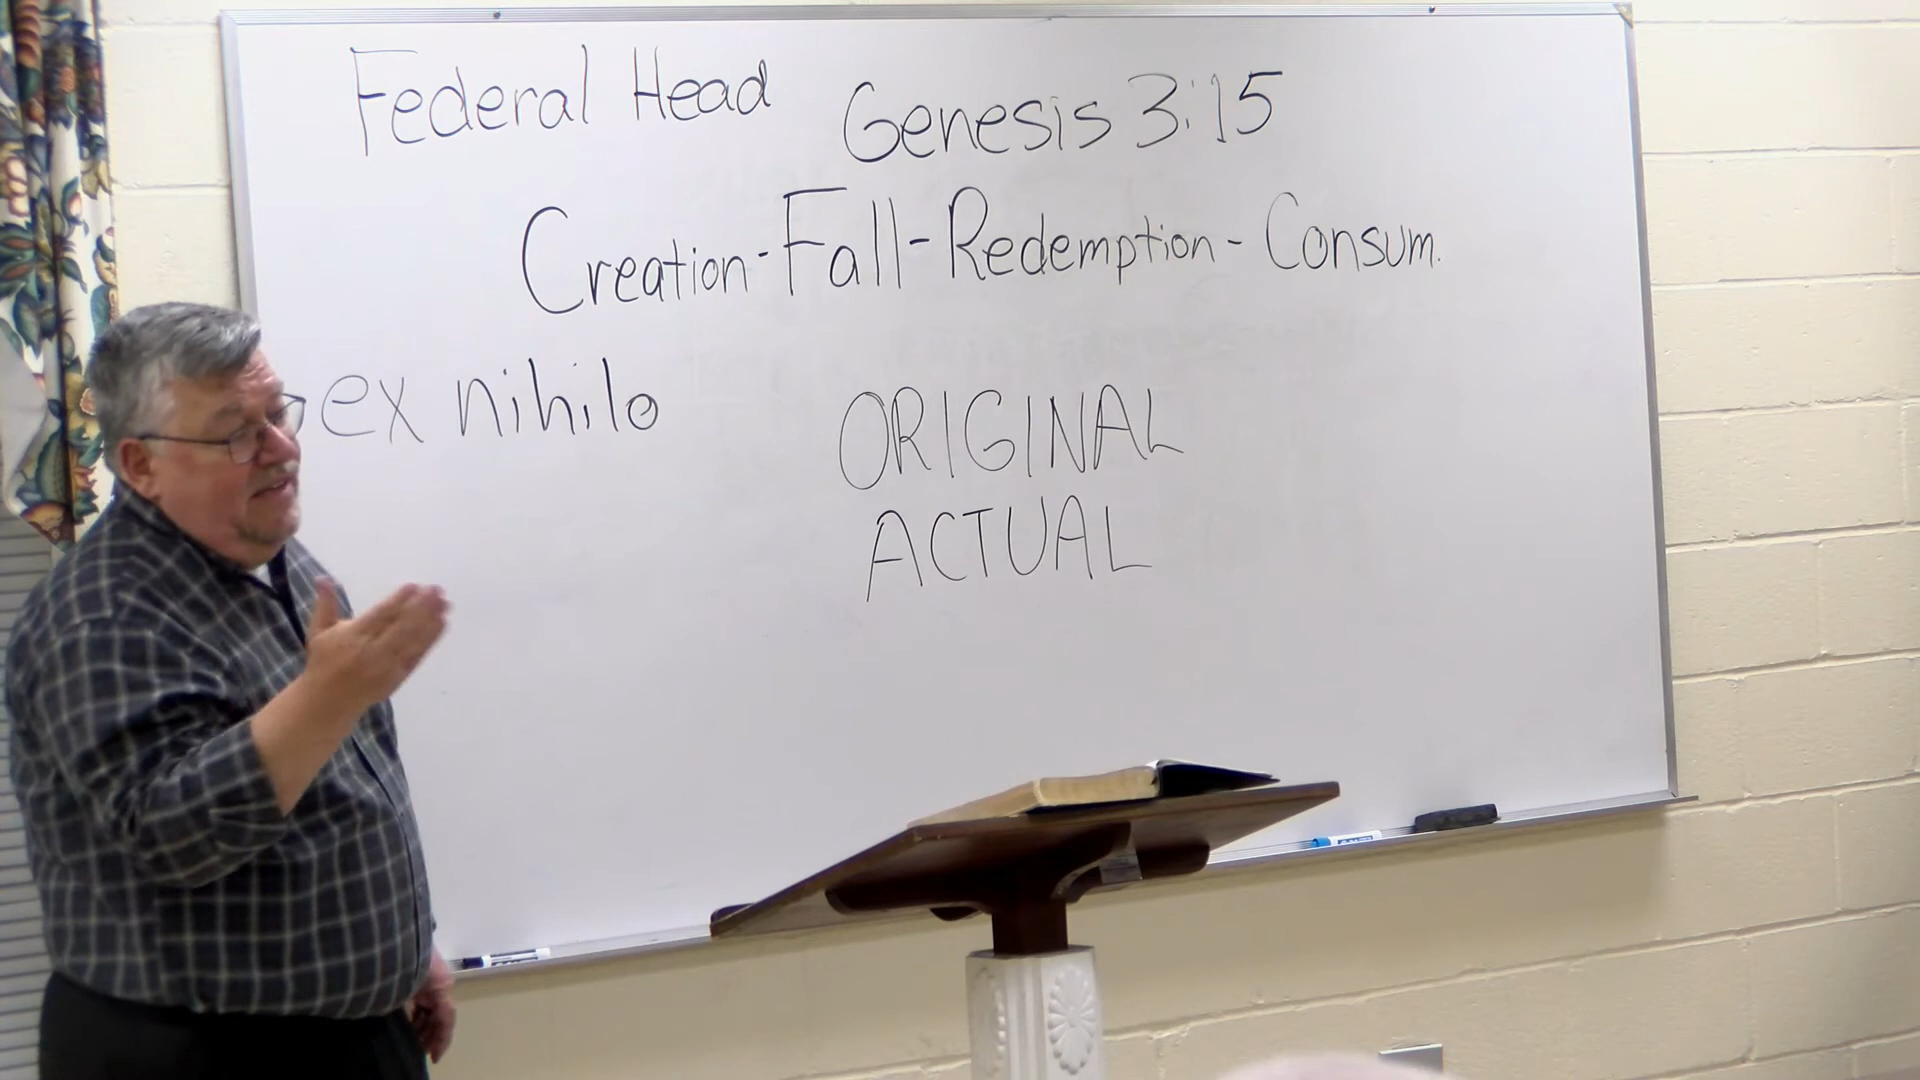 Federal Head Genesis 3:15
Creation-Fall-Redemption-Consum.
ex nihilo
ORIGINAL
ACTUAL